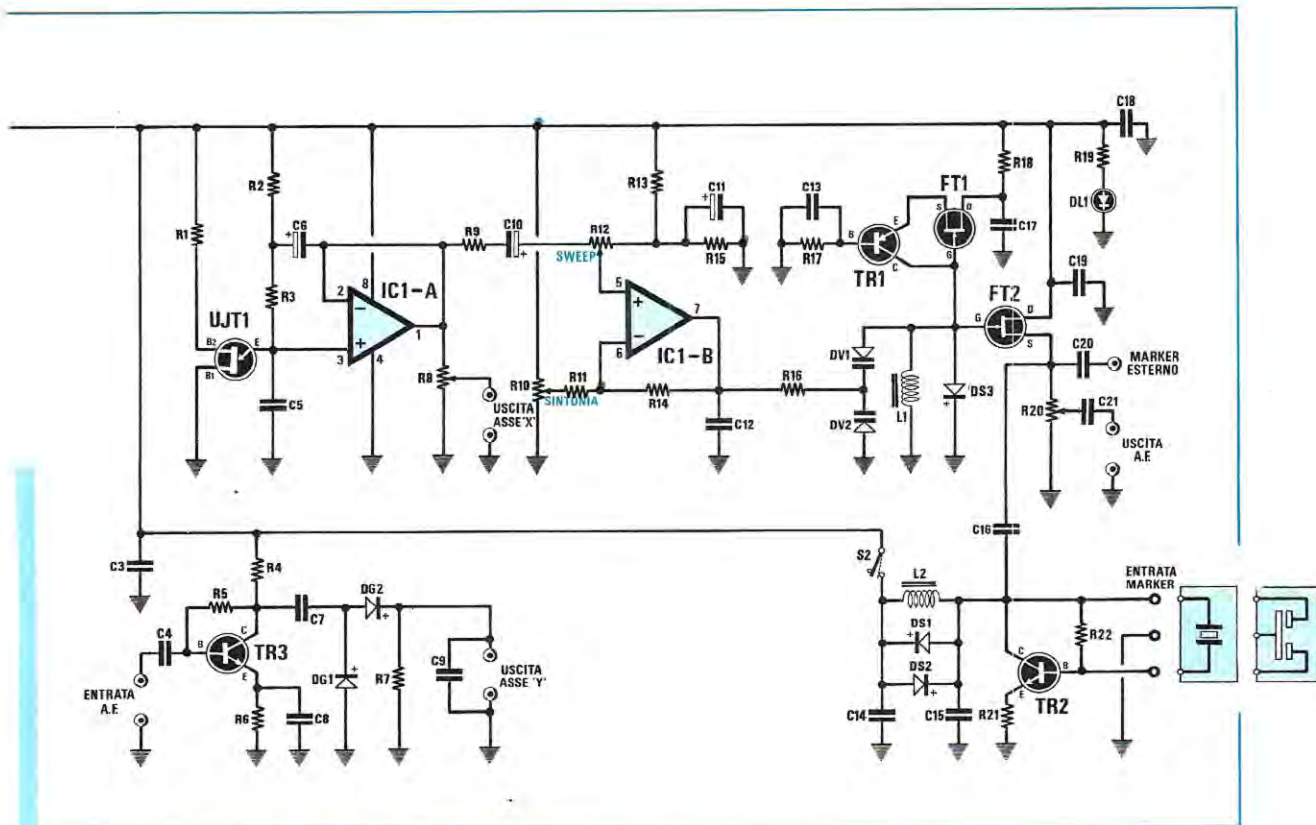 C18
R19
DL1
R18
FT1
S
D
G
C17
C13
R17
B
E
C
TR1
R13
C11
+
R15
R2
R1
C6
+
R9
C10
+
R12
SWEEP
R3
8
2
−
IC1-A
1
+
3
4
UJT1
B2
E
B1
C5
R8
USCITA
ASSE 'X'
R10
SINTONIA
R11
5
+
7
−
6
IC1-B
R14
C12
R16
DV1
DV2
L1
DS3
+
FT2
G
D
S
C19
C20
MARKER
ESTERNO
R20
C21
USCITA
A.F.
C16
C3
R4
R5
C4
B
C
E
TR3
C7
DG2
+
DG1
+
R7
C9
USCITA
ASSE 'Y'
ENTRATA
A.F.
R6
C8
S2
L2
+
DS1
DS2
+
C14
C15
R21
C
B
E
TR2
R22
ENTRATA
MARKER